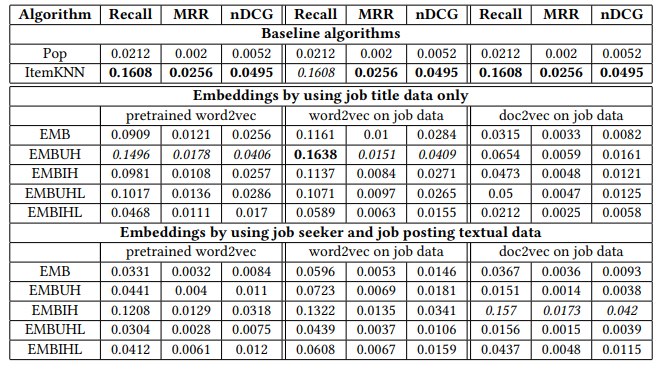 Algorithm Recall MRR nDCG Recall MRR nDCG Recall MRR nDCG
Baseline algorithms
Pop 0.0212 0.002 0.0052 0.0212 0.002 0.0052 0.0212 0.002 0.0052
ItemKNN 0.1608 0.0256 0.0495 0.1608 0.0256 0.0495 0.1608 0.0256 0.0495
Embeddings by using job title data only
pretrained word2vec word2vec on job data doc2vec on job data
EMB 0.0909 0.0121 0.0256 0.1161 0.01 0.0284 0.0315 0.0033 0.0082
EMBUH 0.1496 0.0178 0.0406 0.1638 0.0151 0.0409 0.0654 0.0059 0.0161
EMBIH 0.0981 0.0108 0.0257 0.1137 0.0084 0.0271 0.0473 0.0048 0.0121
EMBUHL 0.1017 0.0136 0.0286 0.1071 0.0097 0.0265 0.05 0.0047 0.0125
EMBIHL 0.0468 0.0111 0.017 0.0589 0.0063 0.0155 0.0212 0.0025 0.0058
Embeddings by using job seeker and job posting textual data
pretrained word2vec word2vec on job data doc2vec on job data
EMB 0.0331 0.0032 0.0084 0.0596 0.0053 0.0146 0.0367 0.0036 0.0093
EMBUH 0.0441 0.004 0.011 0.0723 0.0069 0.0181 0.0151 0.0014 0.0038
EMBIH 0.1208 0.0129 0.0318 0.1322 0.0135 0.0341 0.157 0.0173 0.042
EMBUHL 0.0304 0.0028 0.0075 0.0439 0.0037 0.0106 0.0156 0.0015 0.0039
EMBIHL 0.0412 0.0061 0.012 0.0608 0.0067 0.0159 0.0437 0.0048 0.0115